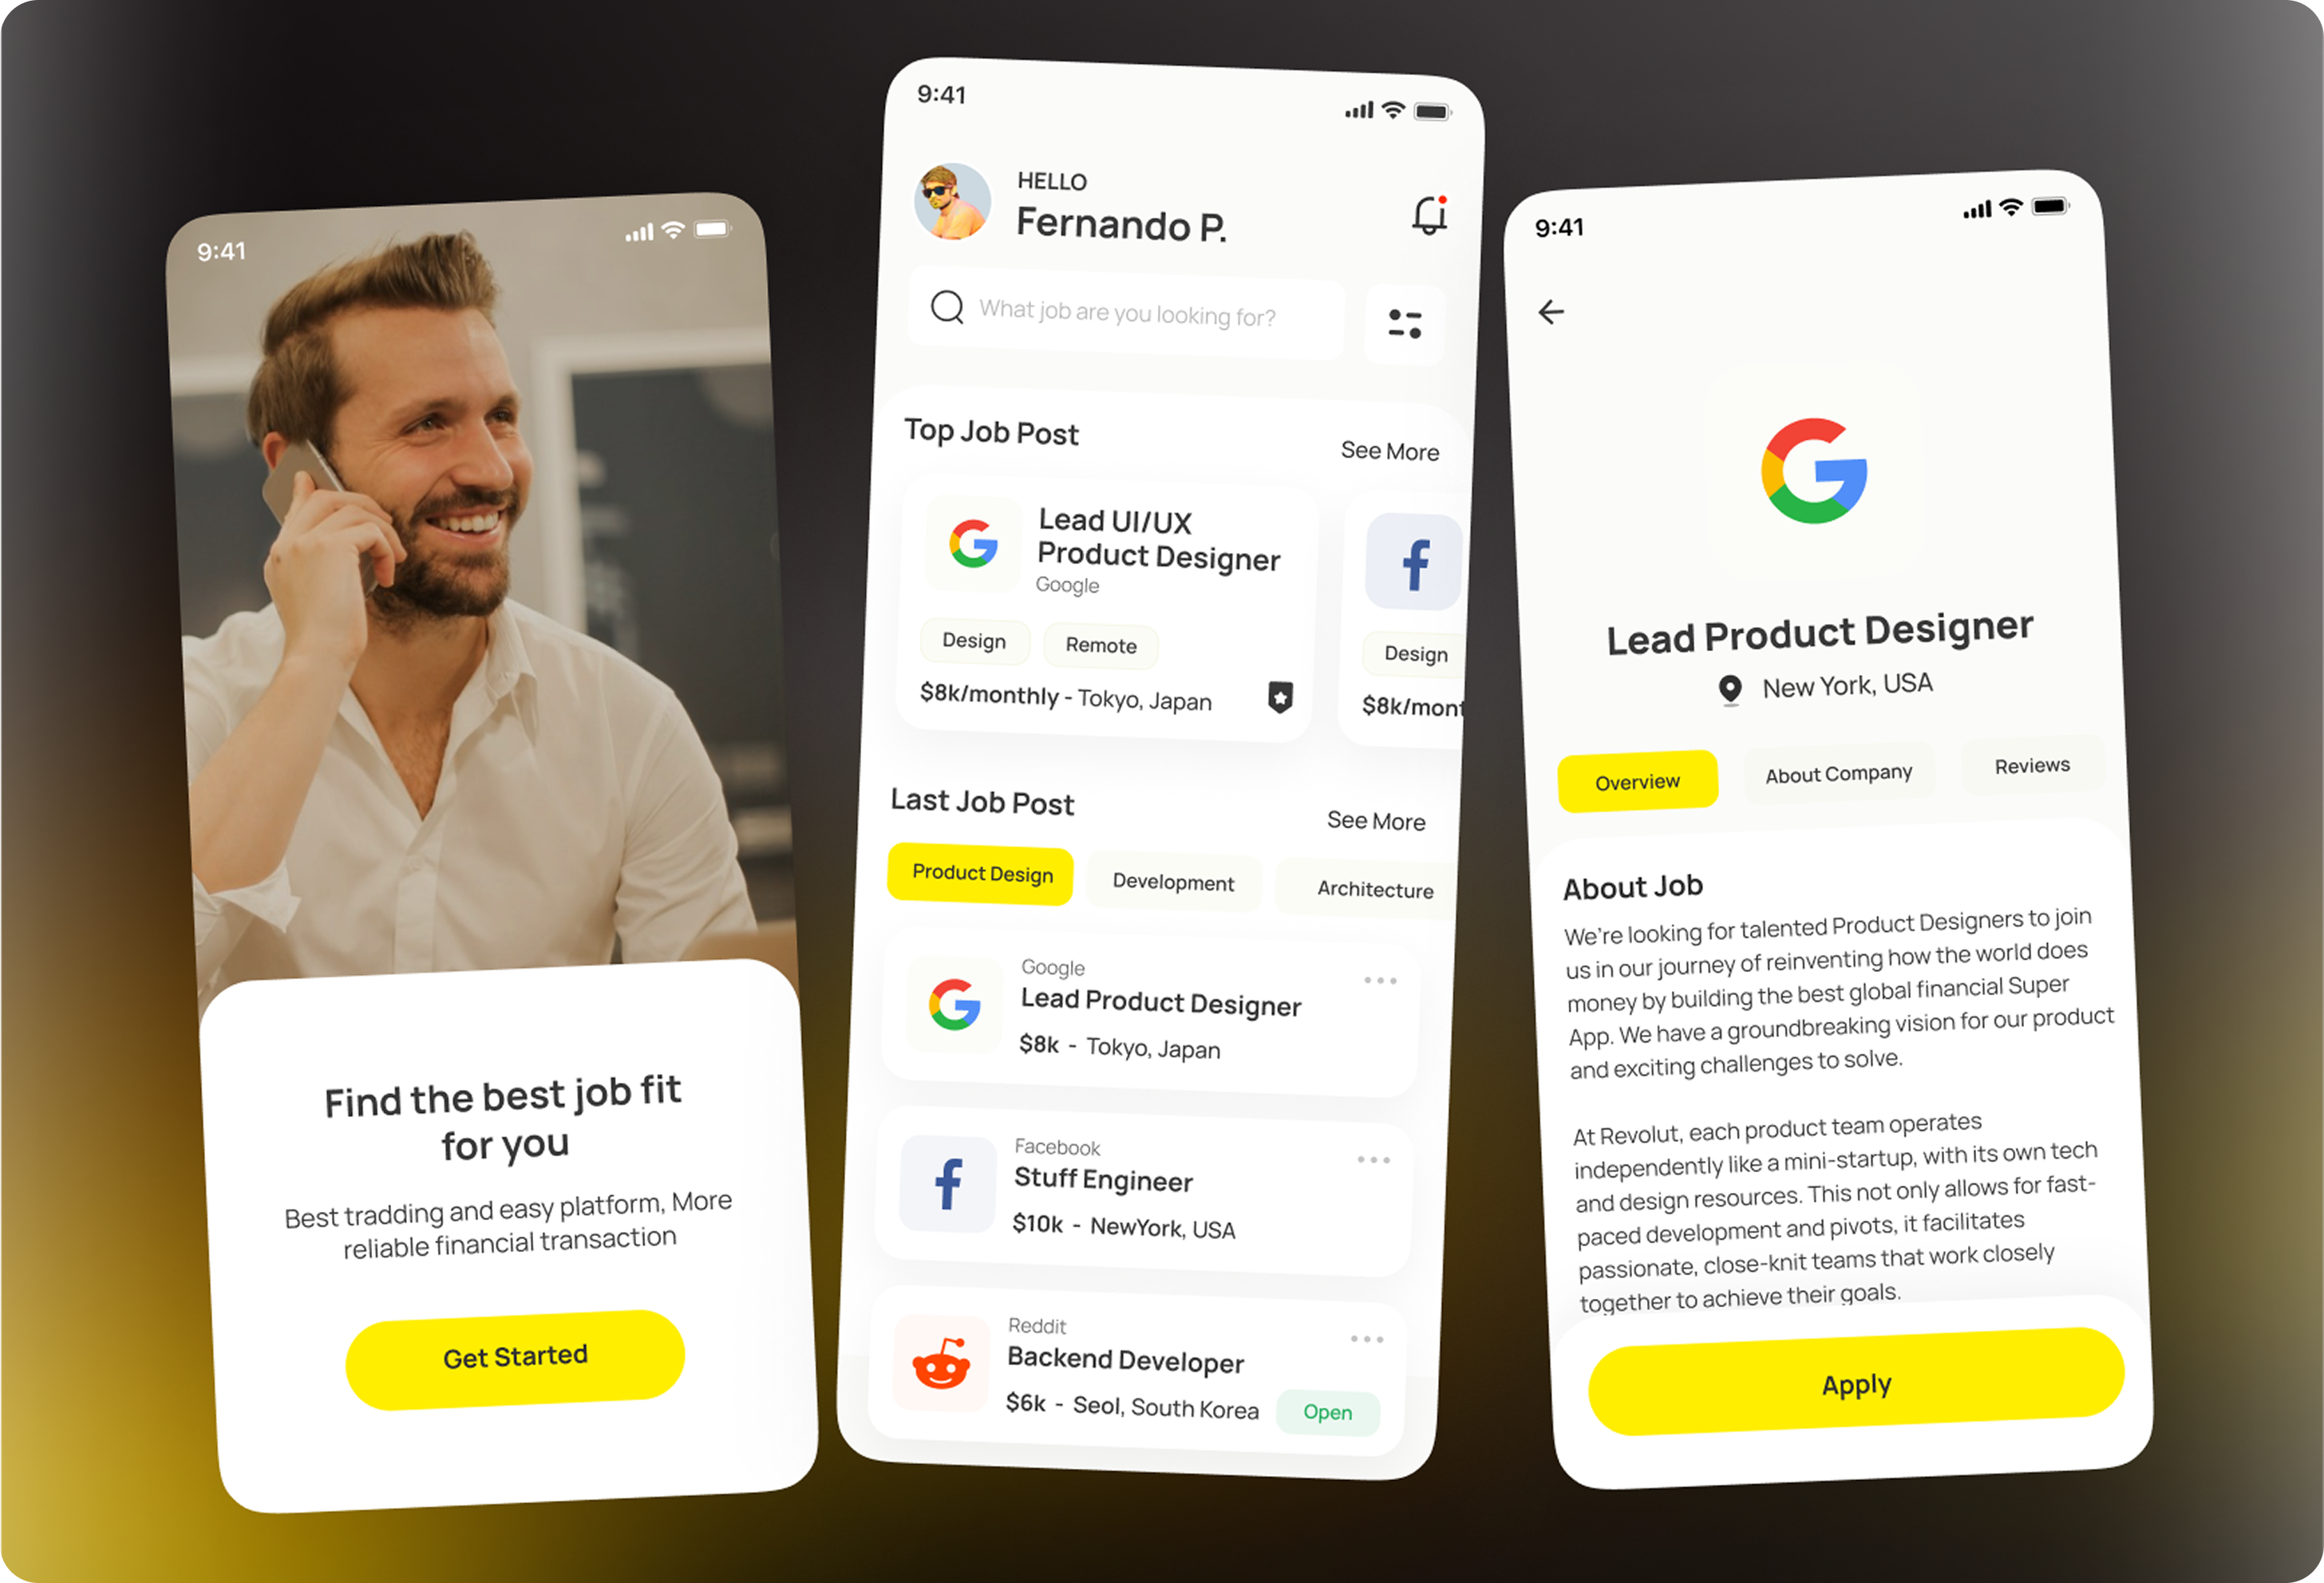 9:41
Find the best job fit
for you
Best tradding and easy platform, More
reliable financial transaction
Get Started
9:41
HELLO
Fernando P.
What job are you looking for?
Top Job Post
See More
Lead UI/UX
Product Designer
Google
Design
Remote
$8k/monthly - Tokyo, Japan
Design
$8k/mont
Last Job Post
See More
Product Design
Development
Architecture
Google
Lead Product Designer
$8k - Tokyo, Japan
Facebook
Stuff Engineer
$10k - NewYork, USA
Reddit
Backend Developer
$6k - Seol, South Korea
Open
9:41
Lead Product Designer
New York, USA
Overview
About Company
Reviews
About Job
We're looking for talented Product Designers to join
us in our journey of reinventing how the world does
money by building the best global financial Super
App. We have a groundbreaking vision for our product
and exciting challenges to solve.
At Revolut, each product team operates
independently like a mini-startup, with its own tech
and design resources. This not only allows for fast-
paced development and pivots, it facilitates
passionate, close-knit teams that work closely
together to achieve their goals.
Apply